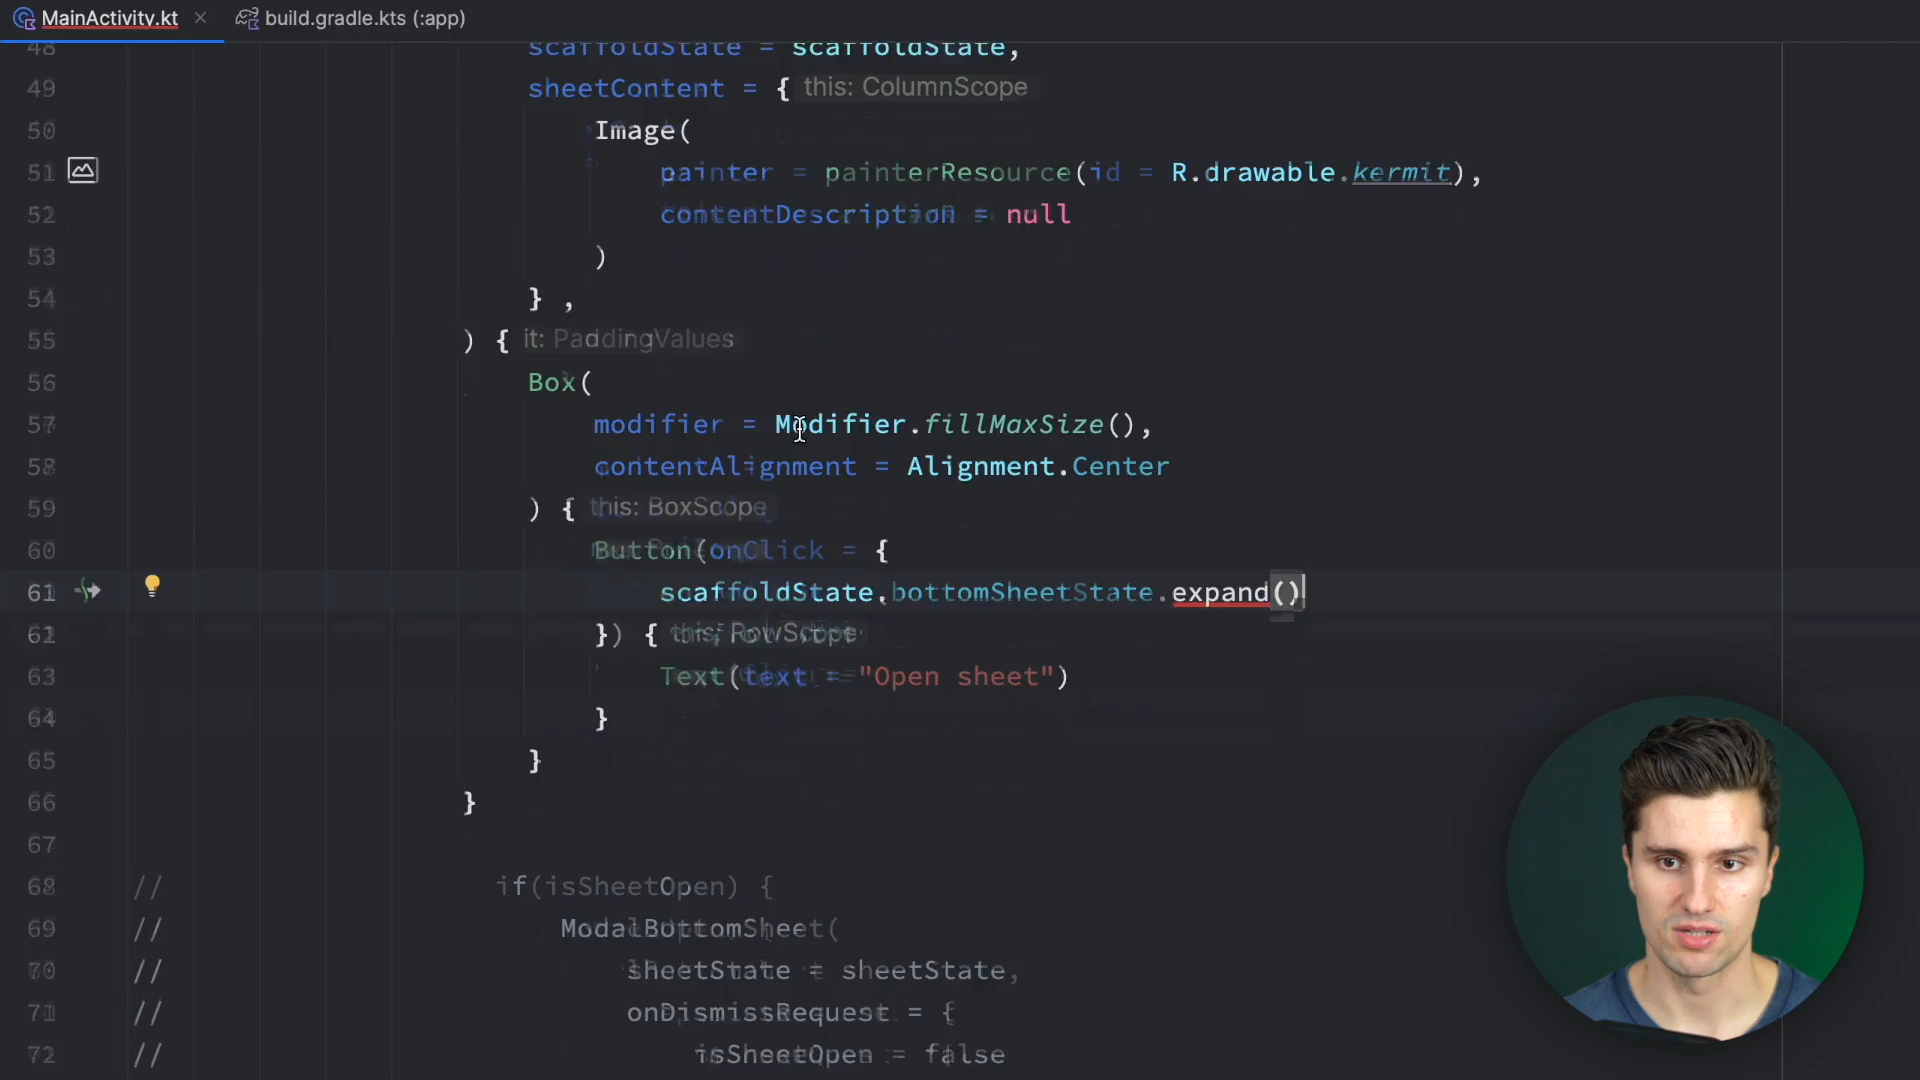 MainActivity.kt × build.gradle.kts (:app)
48 scaffoldState = scaffoldState,
49 sheetContent = { this: ColumnScope
50 Image(
51 painter = painterResource(id = R.drawable.kermit),
52 contentDescription = null
53 )
54 } ,
55 ) { it: PaddingValues
56 Box(
57 modifier = Modifier.fillMaxSize(),
58 contentAlignment = Alignment.Center
59 ) { this: BoxScope
60 Button(onClick = {
61 scaffoldState.bottomSheetState.expand()
62 }) { this: RowScope
63 Text(text = "Open sheet")
64 }
65 }
66 }
67
68 // if(isSheetOpen) {
69 // ModalBottomSheet(
70 // sheetState = sheetState,
71 // onDismissRequest = {
72 // isSheetOpen = false